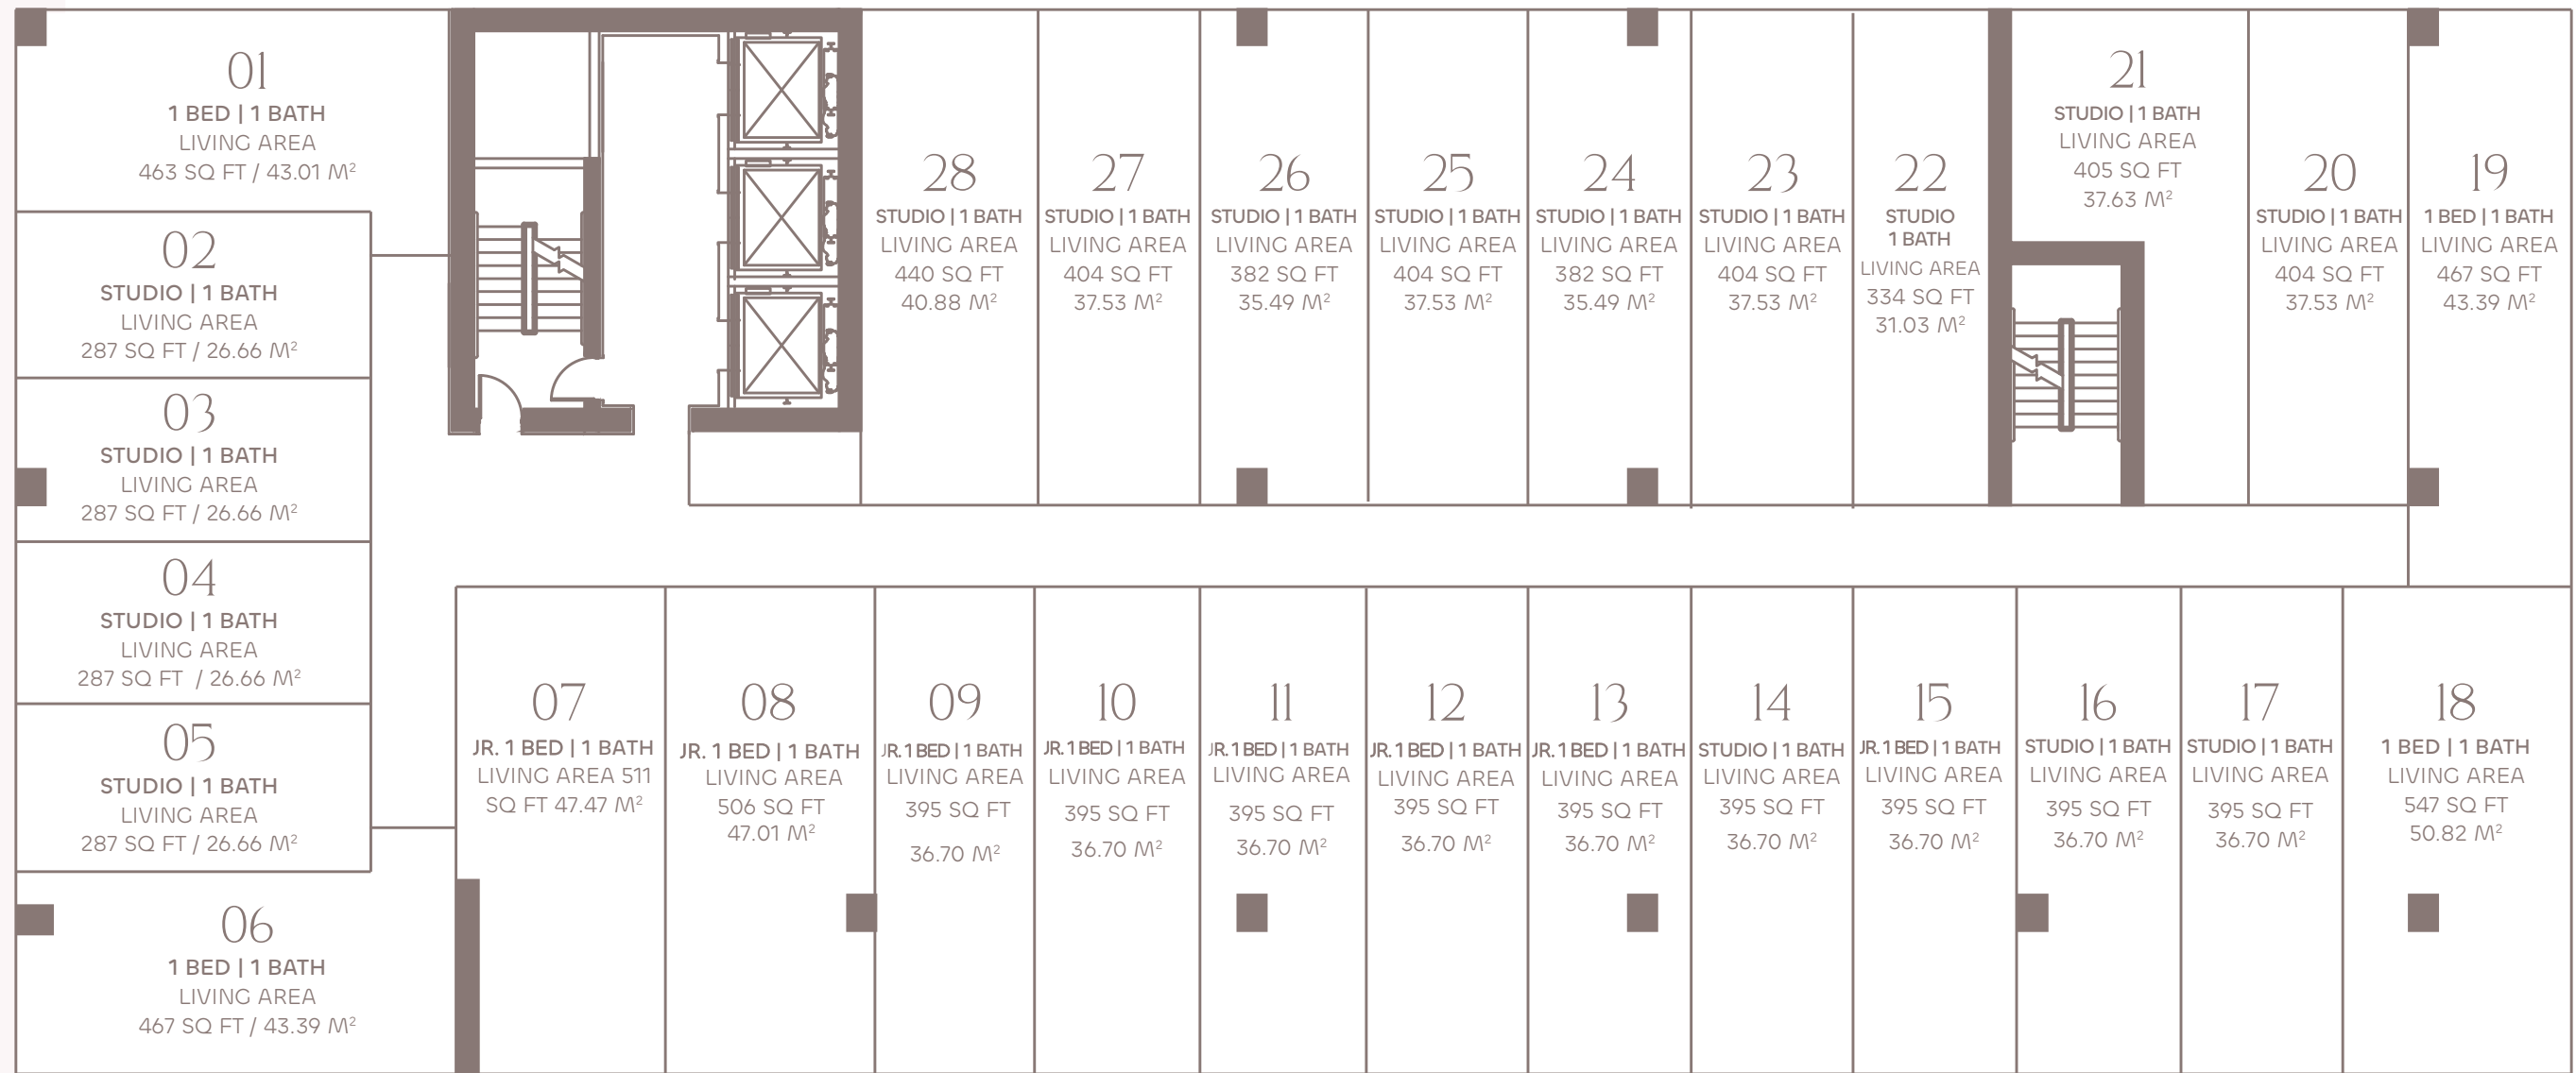 01
1 BED | 1 BATH
LIVING AREA
463 SQ FT / 43.01 M²
02
STUDIO | 1 BATH
LIVING AREA
287 SQ FT / 26.66 M²
03
STUDIO | 1 BATH
LIVING AREA
287 SQ FT / 26.66 M²
04
STUDIO | 1 BATH
LIVING AREA
287 SQ FT / 26.66 M²
05
STUDIO | 1 BATH
LIVING AREA
287 SQ FT / 26.66 M²
06
1 BED | 1 BATH
LIVING AREA
467 SQ FT / 43.39 M²
28
STUDIO | 1 BATH
LIVING AREA
440 SQ FT
40.88 M²
27
STUDIO | 1 BATH
LIVING AREA
404 SQ FT
37.53 M²
26
STUDIO | 1 BATH
LIVING AREA
382 SQ FT
35.49 M²
25
STUDIO | 1 BATH
LIVING AREA
404 SQ FT
37.53 M²
24
STUDIO | 1 BATH
LIVING AREA
382 SQ FT
35.49 M²
23
STUDIO | 1 BATH
LIVING AREA
404 SQ FT
37.53 M²
22
STUDIO
1 BATH
LIVING AREA
334 SQ FT
31.03 M²
21
STUDIO | 1 BATH
LIVING AREA
405 SQ FT
37.63 M²
20
STUDIO | 1 BATH
LIVING AREA
404 SQ FT
37.53 M²
19
1 BED | 1 BATH
LIVING AREA
467 SQ FT
43.39 M²
07
JR. 1 BED | 1 BATH
LIVING AREA 511
SQ FT 47.47 M²
08
JR. 1 BED | 1 BATH
LIVING AREA
506 SQ FT
47.01 M²
09
JR. 1 BED | 1 BATH
LIVING AREA
395 SQ FT
36.70 M²
10
JR. 1 BED | 1 BATH
LIVING AREA
395 SQ FT
36.70 M²
11
JR. 1 BED | 1 BATH
LIVING AREA
395 SQ FT
36.70 M²
12
JR. 1 BED | 1 BATH
LIVING AREA
395 SQ FT
36.70 M²
13
JR. 1 BED | 1 BATH
LIVING AREA
395 SQ FT
36.70 M²
14
STUDIO | 1 BATH
LIVING AREA
395 SQ FT
36.70 M²
15
JR. 1 BED | 1 BATH
LIVING AREA
395 SQ FT
36.70 M²
16
STUDIO | 1 BATH
LIVING AREA
395 SQ FT
36.70 M²
17
STUDIO | 1 BATH
LIVING AREA
395 SQ FT
36.70 M²
18
1 BED | 1 BATH
LIVING AREA
547 SQ FT
50.82 M²